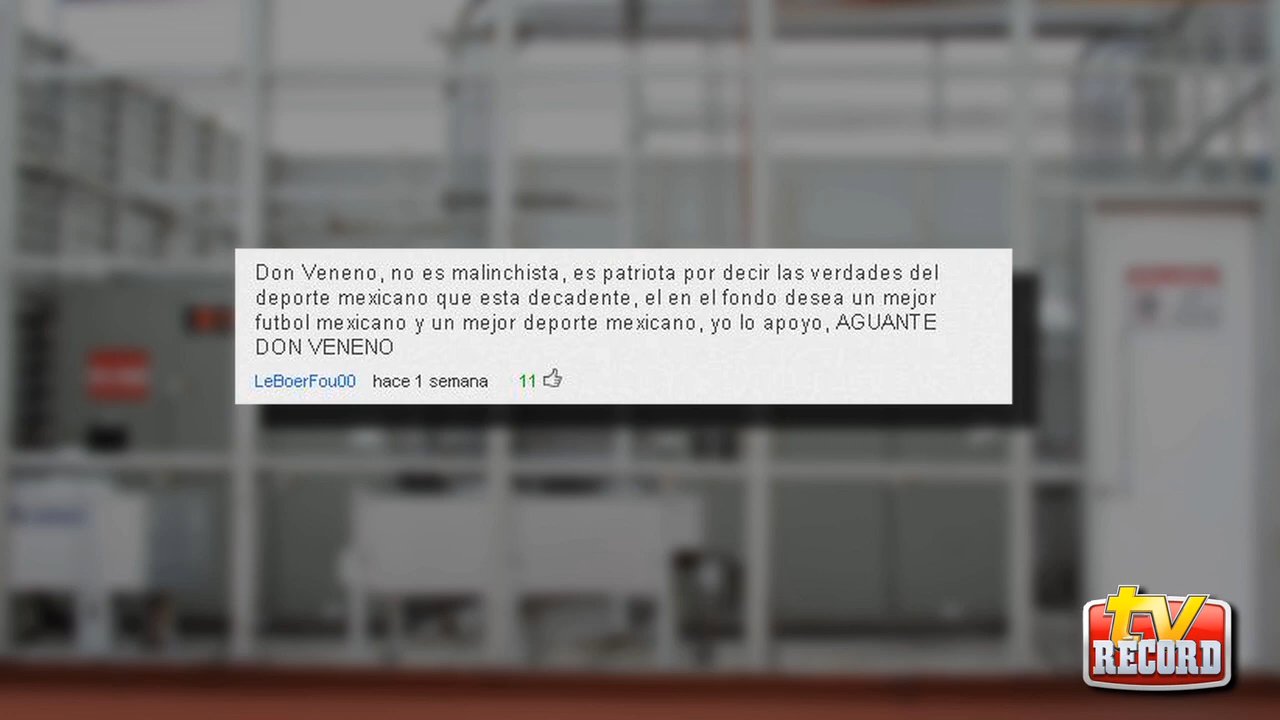 Don Veneno, no es malinchista, es patriota por decir las verdades del
deporte mexicano que esta decadente, el en el fondo desea un mejor
futbol mexicano y un mejor deporte mexicano, yo lo apoyo, AGUANTE
DON VENENO
LeBoerFou00 hace 1 semana 11
tv
RÉCORD